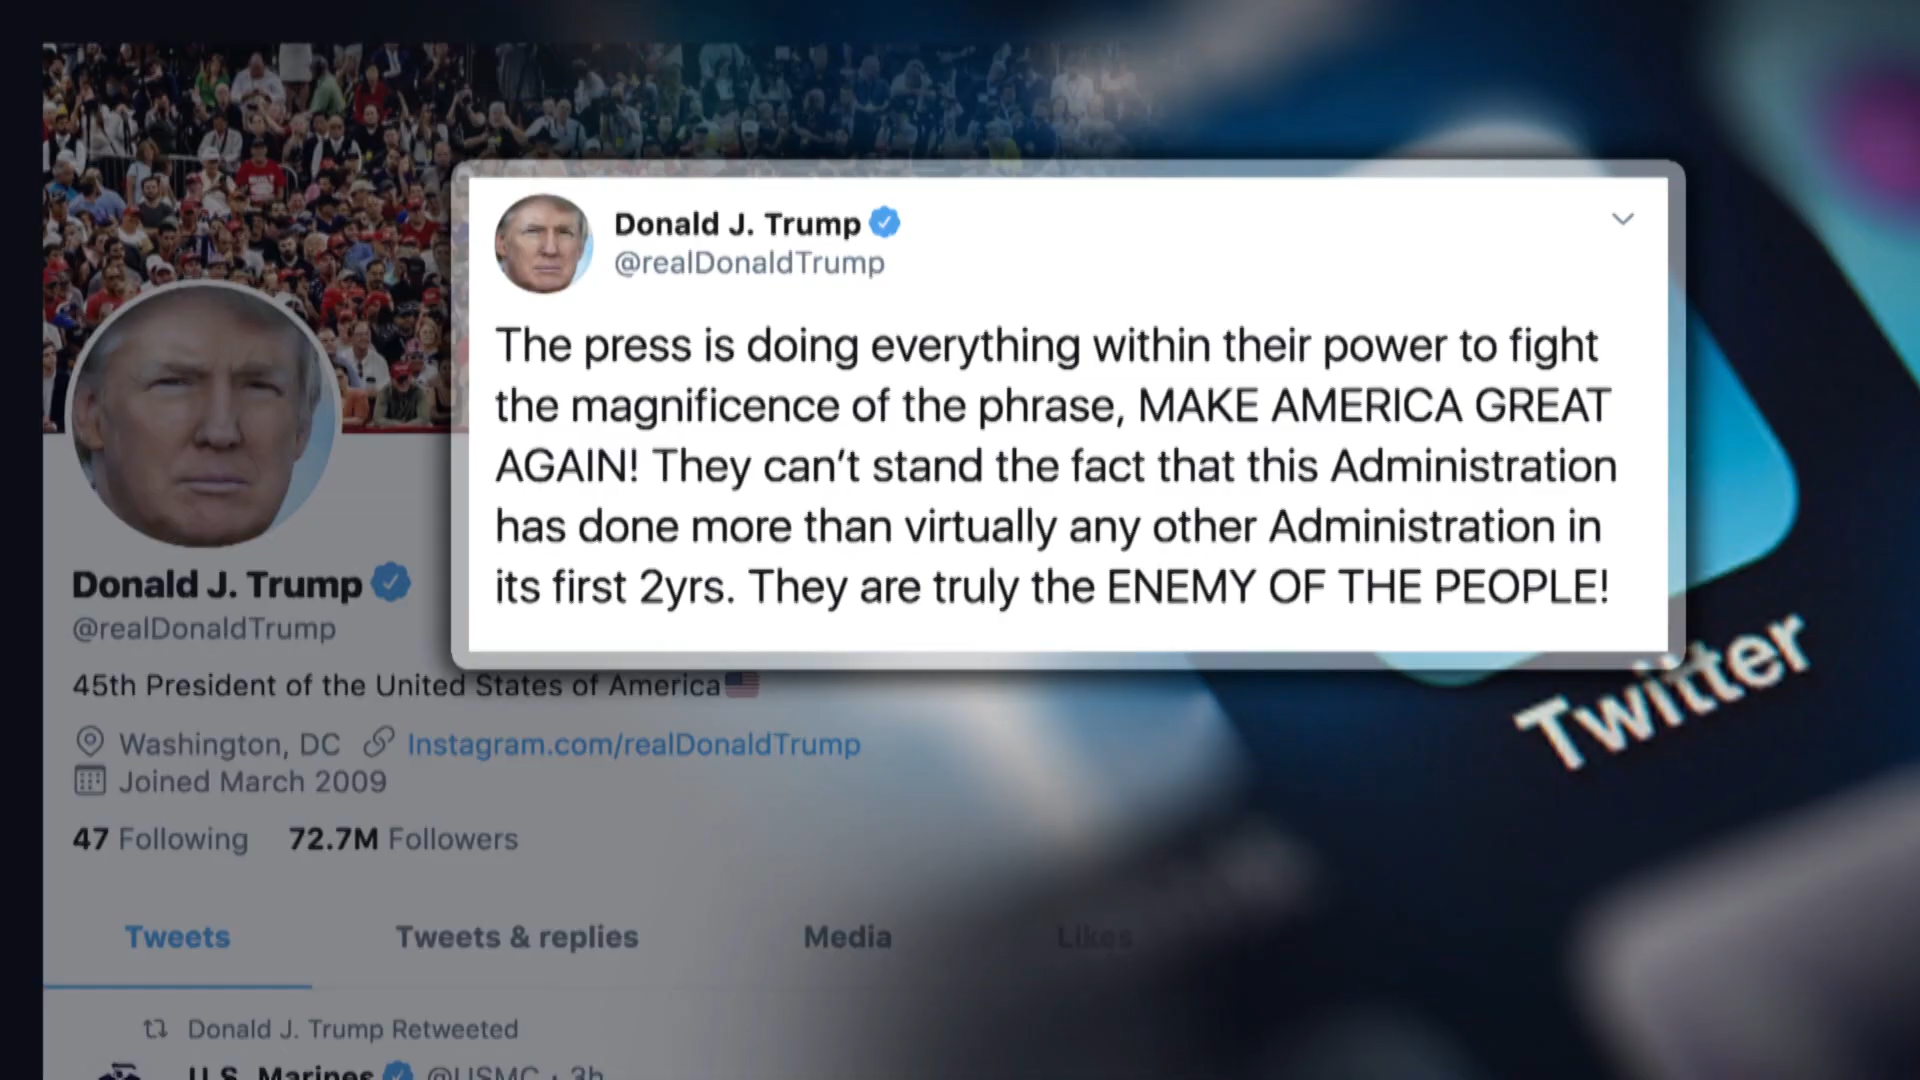 Donald J. Trump
@realDonaldTrump
The press is doing everything within their power to fight
the magnificence of the phrase, MAKE AMERICA GREAT
AGAIN! They can’t stand the fact that this Administration
has done more than virtually any other Administration in
its first 2yrs. They are truly the ENEMY OF THE PEOPLE!
Donald J. Trump
@realDonaldTrump
45th President of the United States of America
Washington, DC Instagram.com/realDonaldTrump
Joined March 2009
47 Following 72.7M Followers
Tweets Tweets & replies Media Likes
Donald J. Trump Retweeted
U.S. Marines @USMC · 3h
Twitter